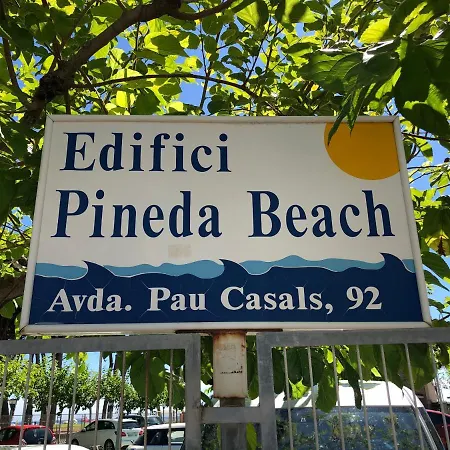 Edifici
Pineda Beach
Avda. Pau Casals, 92